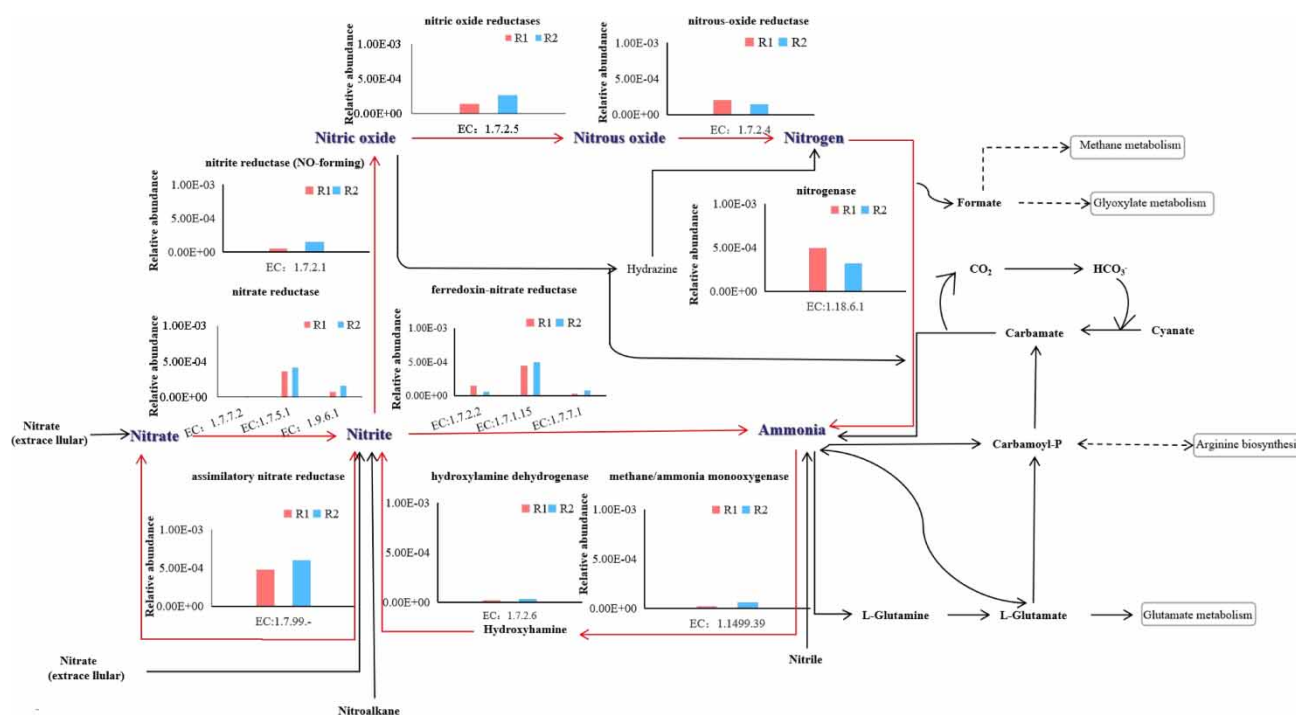 nitric oxide reductases
R1 R2
Relative abundance
1.00E-03
5.00E-04
0.00E+00
EC: 1.7.2.5
nitrous-oxide reductase
R1 R2
Relative abundance
1.00E-03
5.00E-04
0.00E+00
EC: 1.7.2.4
Nitric oxide
Nitrous oxide
Nitrogen
Methane metabolism
nitrite reductase (NO-forming)
R1 R2
Relative abundance
1.00E-03
5.00E-04
0.00E+00
EC: 1.7.2.1
nitrogenase
R1
R2
Relative abundance
1.00E-03
5.00E-04
0.00E+00
EC:1.18.6.1
Formate
Glyoxylate metabolism
Hydrazine
CO2
HCO3-
nitrate reductase
R1 R2
Relative abundance
1.00E-03
5.00E-04
0.00E+00
EC: 1.7.7.2
EC:1.7.5.1
EC: 1.9.6.1
ferredoxin-nitrate reductase
R1 R2
Relative abundance
1.00E-03
5.00E-04
0.00E+00
EC:1.7.2.2
EC:1.7.1.15
EC:1.7.7.1
Carbamate
Cyanate
Nitrate
(extrace llular)
Nitrate
Nitrite
Ammonia
Carbamoyl-P
Arginine biosynthesi
assimilatory nitrate reductase
R1 R2
Relative abundance
1.00E-03
5.00E-04
0.00E+00
EC:1.7.99.-
hydroxylamine dehydrogenase
R1 R2
Relative abundance
1.00E-03
5.00E-04
0.00E+00
EC: 1.7.2.6
methane/ammonia monooxygenase
R1 R2
Relative abundance
1.00E-03
5.00E-04
0.00E+00
EC: 1.1499.39
Hydroxyhamine
L-Glutamine
L-Glutamate
Glutamate metabolism
Nitrate
(extrace llular)
Nitrile
Nitroalkane